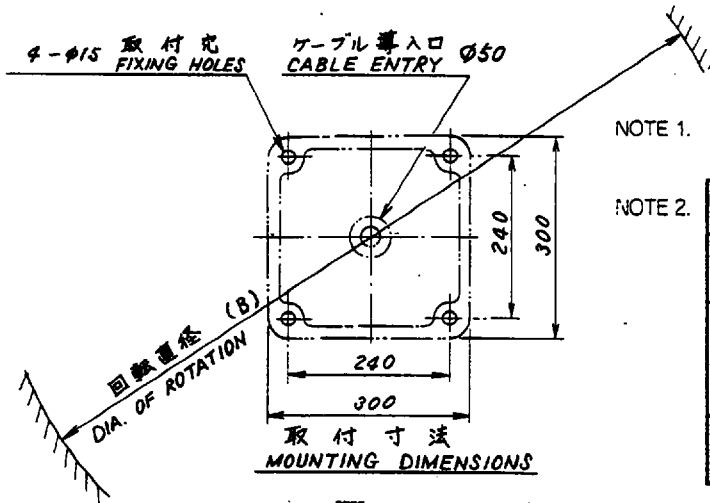 4-φ15 取付穴
FIXING HOLES
ケーブル導入口 φ50
CABLE ENTRY
NOTE 1.
NOTE 2.
240
300
回転直径 (B)
DIA. OF ROTATION
240
300
取付寸法
MOUNTING DIMENSIONS